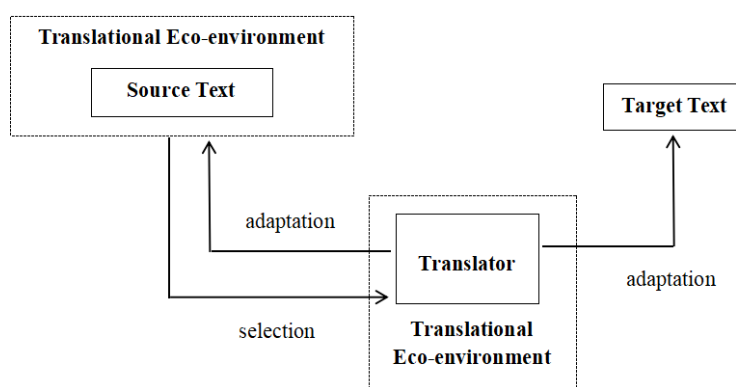 Translational Eco-environment
Source Text
Target Text
adaptation
Translator
adaptation
selection
Translational
Eco-environment